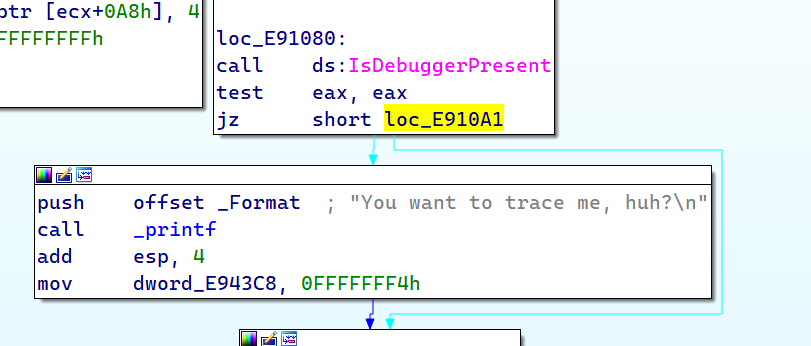 ptr [ecx+0A8h], 4
FFFFFFFFh
loc_E91080:
call ds:IsDebuggerPresent
test eax, eax
jz short loc_E910A1
push offset _Format ; "You want to trace me, huh?\n"
call _printf
add esp, 4
mov dword_E943C8, 0FFFFFFF4h